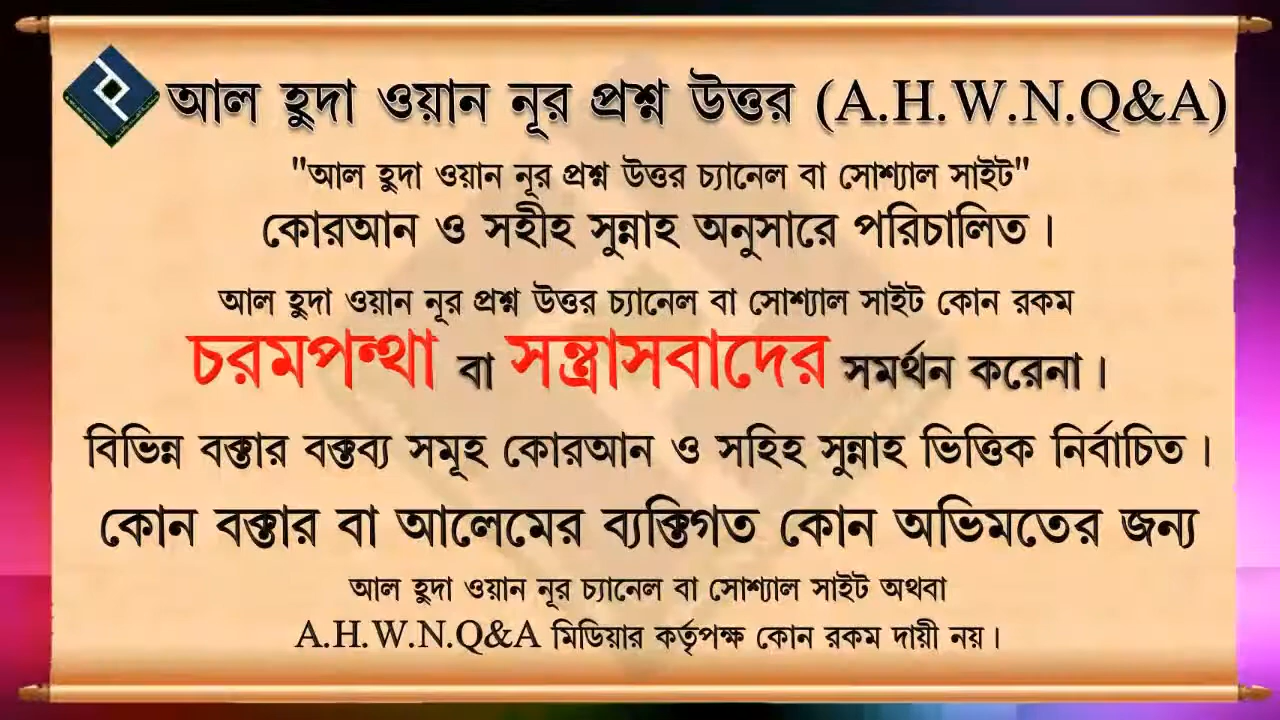 আল হুদা ওয়ান নূর প্রশ্ন উত্তর (A.H.W.N.Q&A)
"আল হুদা ওয়ান নূর প্রশ্ন উত্তর চ্যানেল বা সোশ্যাল সাইট"
কোরআন ও সহীহ সুন্নাহ অনুসারে পরিচালিত।
আল হুদা ওয়ান নূর প্রশ্ন উত্তর চ্যানেল বা সোশ্যাল সাইট কোন রকম
চরমপন্থা বা সন্ত্রাসবাদের সমর্থন করেনা।
বিভিন্ন বক্তার বক্তব্য সমূহ কোরআন ও সহিহ সুন্নাহ ভিত্তিক নির্বাচিত।
কোন বক্তার বা আলেমের ব্যক্তিগত কোন অভিমতের জন্য
আল হুদা ওয়ান নূর চ্যানেল বা সোশ্যাল সাইট অথবা
A.H.W.N.Q&A মিডিয়ার কর্তৃপক্ষ কোন রকম দায়ী নয়।